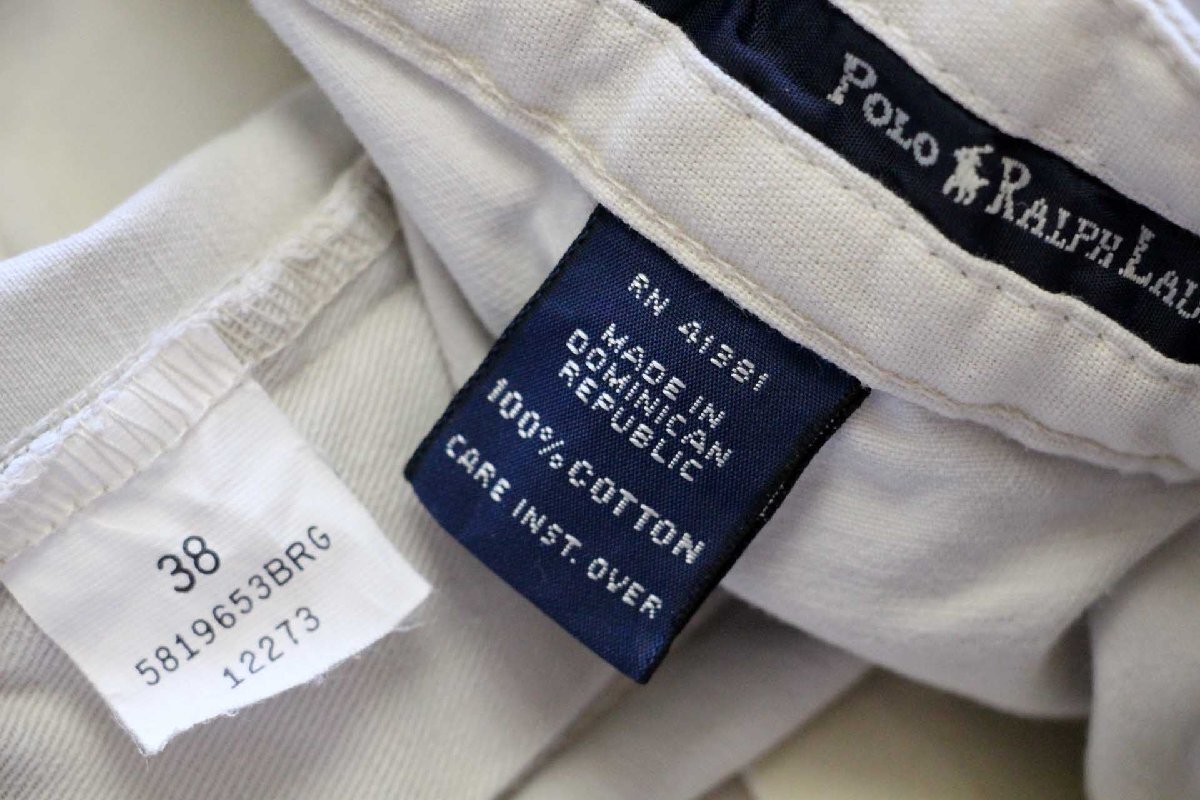 POLO RALPH LAU
RN 41381
MADE IN
DOMINICAN
REPUBLIC
100% COTTON
CARE INST. OVER
38
5819653BRG
12273